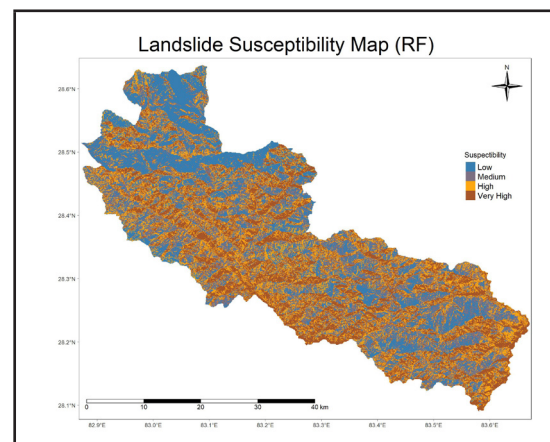 Landslide Susceptibility Map (RF)
N
28.6°N
28.5°N
28.4°N
28.3°N
28.2°N
28.1°N
Suspectibility
Low
Medium
High
Very High
0 10 20 30 40 km
82.9°E 83.0°E 83.1°E 83.2°E 83.3°E 83.4°E 83.5°E 83.6°E